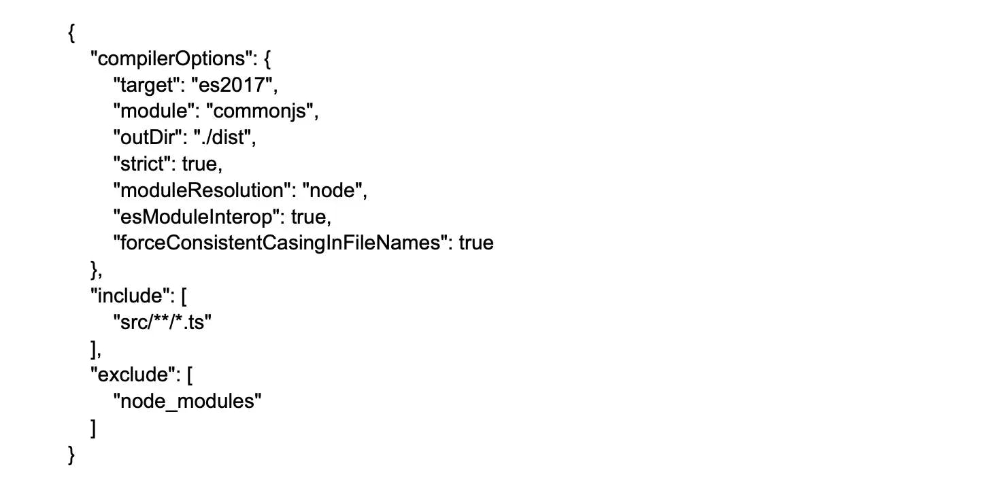 {
"compilerOptions": {
"target": "es2017",
"module": "commonjs",
"outDir": "./dist",
"strict": true,
"moduleResolution": "node",
"esModuleInterop": true,
"forceConsistentCasingInFileNames": true
},
"include": [
"src/**/*.ts"
],
"exclude": [
"node_modules"
]
}